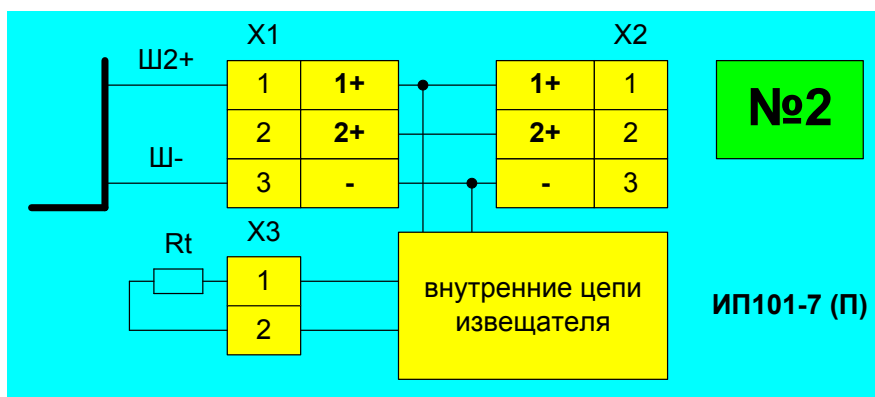 X1
X2
Ш2+
1 1+ 1+ 1
№2
2 2+ 2+ 2
Ш-
3 - - 3
Rt
X3
1
2
внутренние цепи
извещателя
ИП101-7 (П)